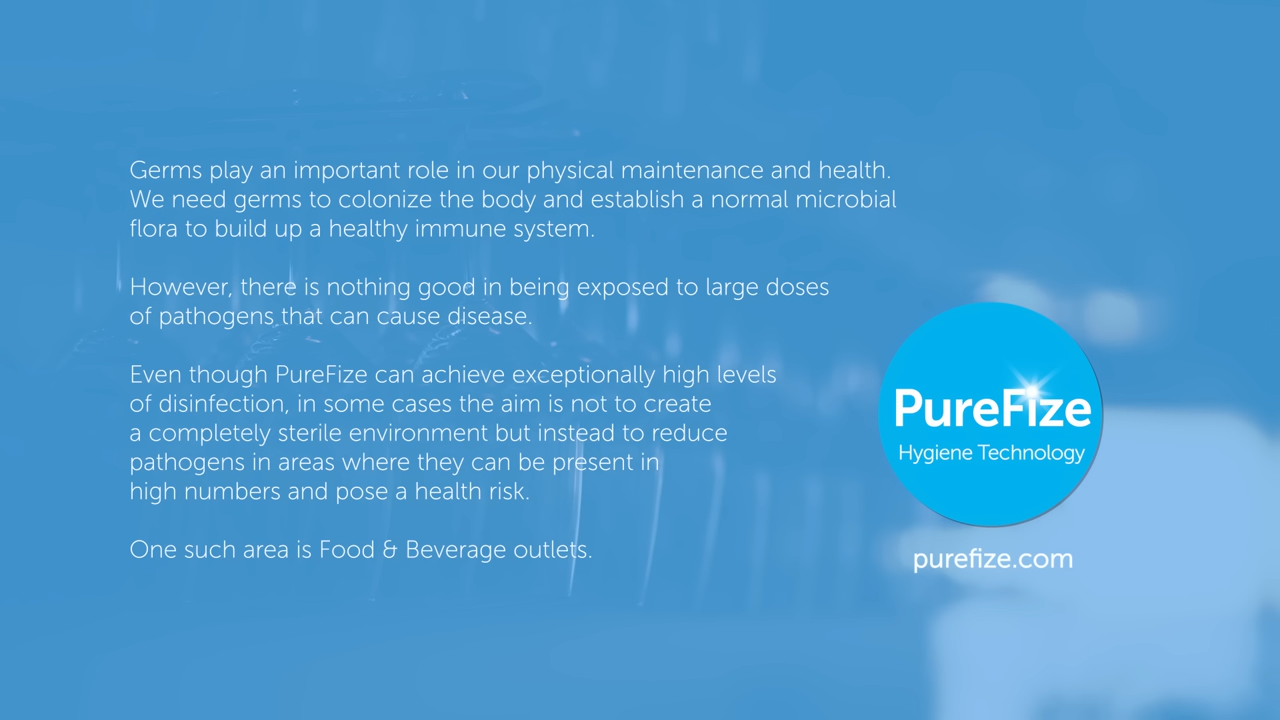 Germs play an important role in our physical maintenance and health.
We need germs to colonize the body and establish a normal microbial
flora to build up a healthy immune system.
However, there is nothing good in being exposed to large doses
of pathogens that can cause disease.
Even though PureFize can achieve exceptionally high levels
of disinfection, in some cases the aim is not to create
a completely sterile environment but instead to reduce
pathogens in areas where they can be present in
high numbers and pose a health risk.
One such area is Food & Beverage outlets.
PureFize
Hygiene Technology
purefize.com